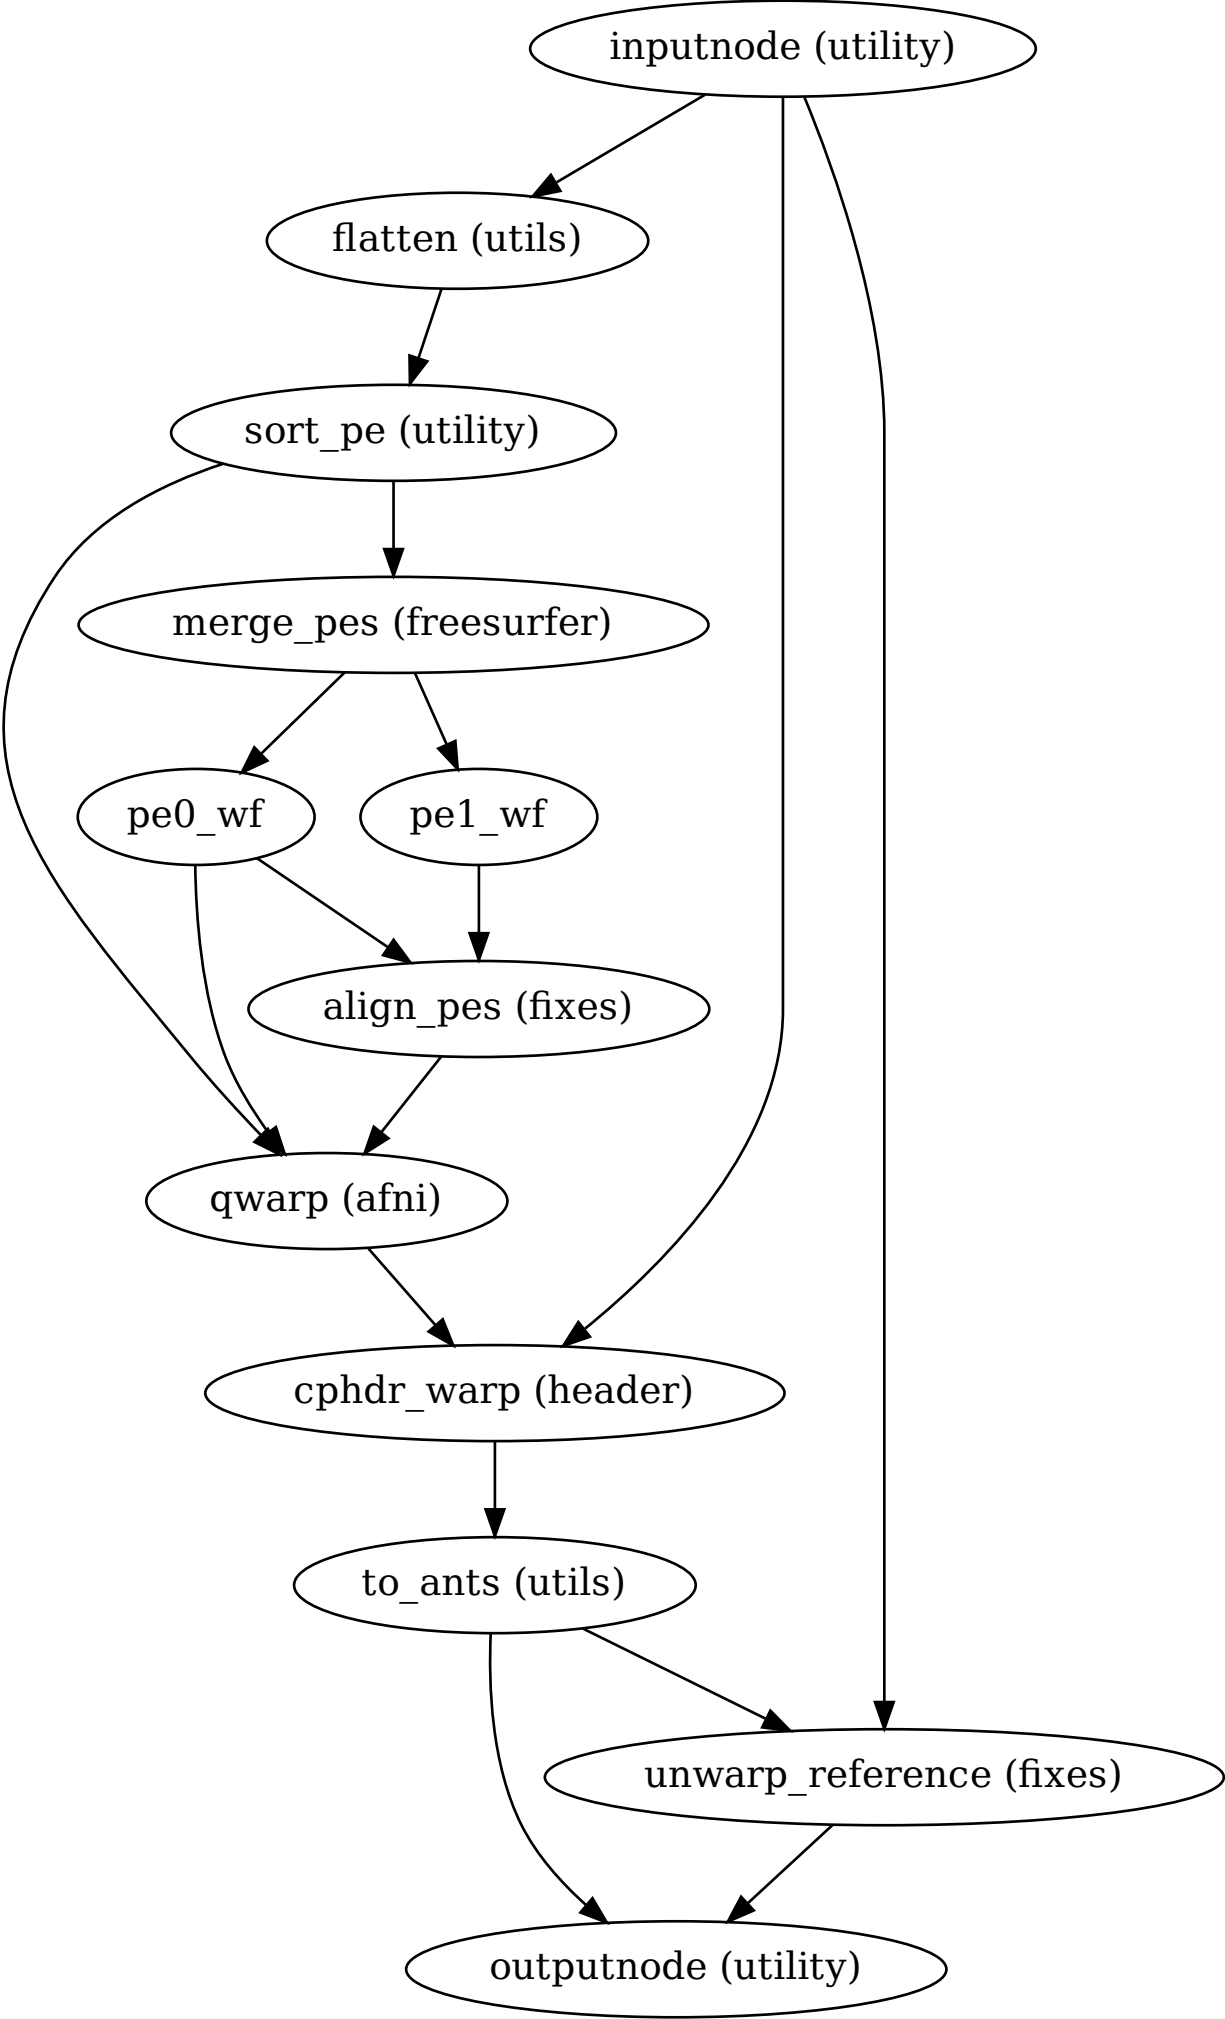 inputnode (utility)
flatten (utils)
sort_pe (utility)
merge_pes (freesurfer)
pe0_wf
pe1_wf
align_pes (fixes)
qwarp (afni)
cphdr_warp (header)
to_ants (utils)
unwarp_reference (fixes)
outputnode (utility)